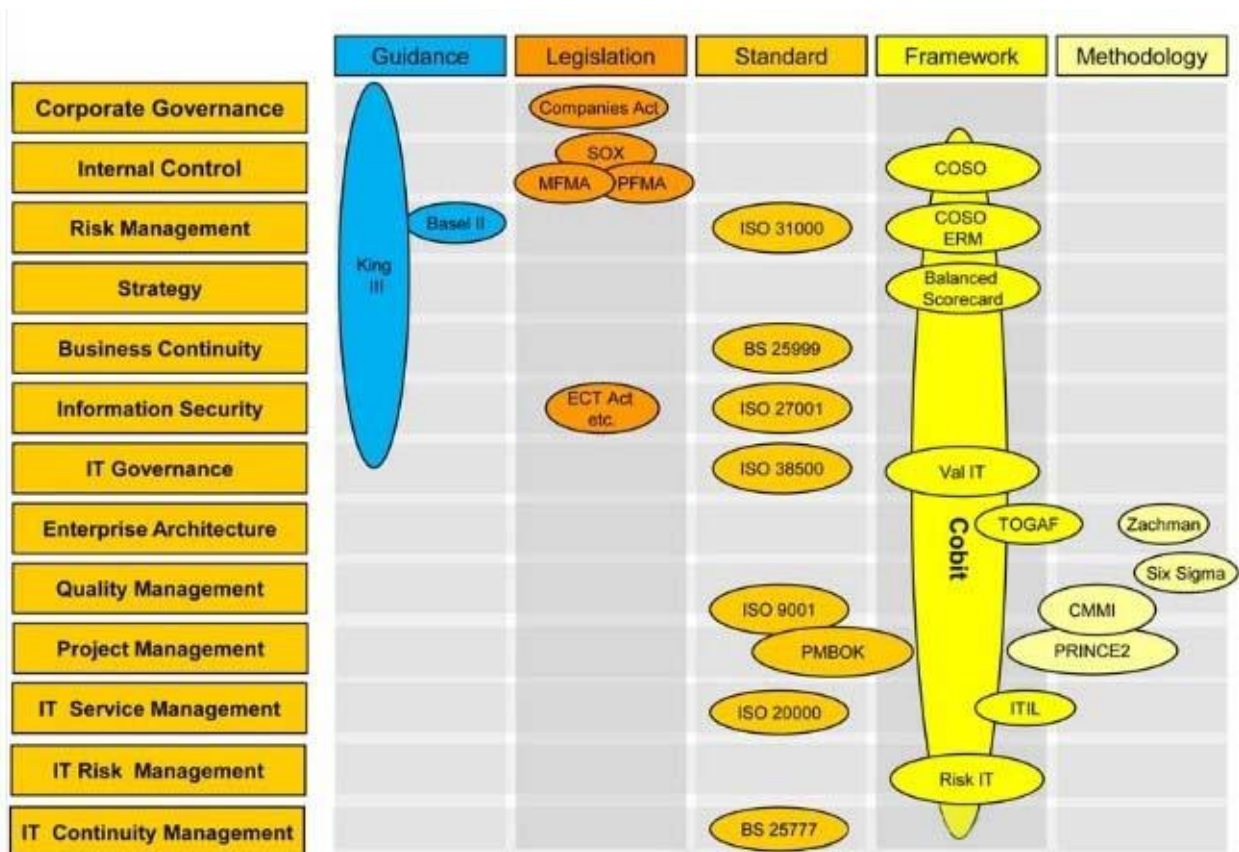 Guidance Legislation Standard Framework Methodology
Corporate Governance
Companies Act
Internal Control
SOX
MFMA PFMA
COSO
Risk Management
Basel II
ISO 31000
COSO
ERM
King
III
Strategy
Balanced
Scorecard
Business Continuity
BS 25999
Information Security
ECT Act
etc.
ISO 27001
IT Governance
ISO 38500
Val IT
Cobit
Enterprise Architecture
TOGAF
Zachman
Quality Management
Six Sigma
ISO 9001
CMMI
Project Management
PMBOK
PRINCE2
IT Service Management
ISO 20000
ITIL
IT Risk Management
Risk IT
IT Continuity Management
BS 25777